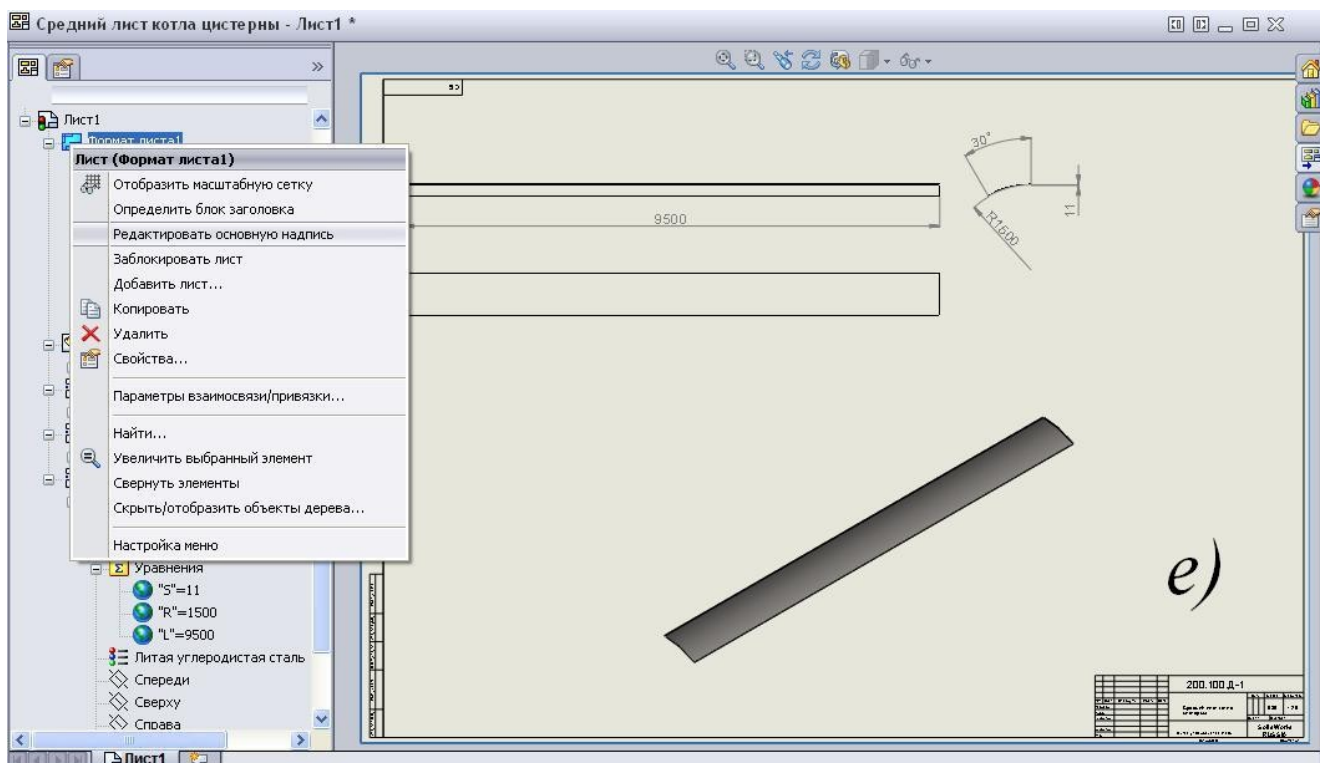 Средний лист котла цистерны - Лист1 *
Лист1
Формат листа1
Лист (Формат листа1)
Отобразить масштабную сетку
Определить блок заголовка
Редактировать основную надпись
Заблокировать лист
Добавить лист...
Копировать
Удалить
Свойства...
Параметры взаимосвязи/привязки...
Найти...
Увеличить выбранный элемент
Свернуть элементы
Скрыть/отобразить объекты дерева...
Настройка меню
Уравнения
"S"=11
"R"=1500
"L"=9500
Литая углеродистая сталь
Спереди
Сверху
Справа
Лист1
30°
9500
11
R1500
е)
200.100.Д-1
SolidWorks
Russia